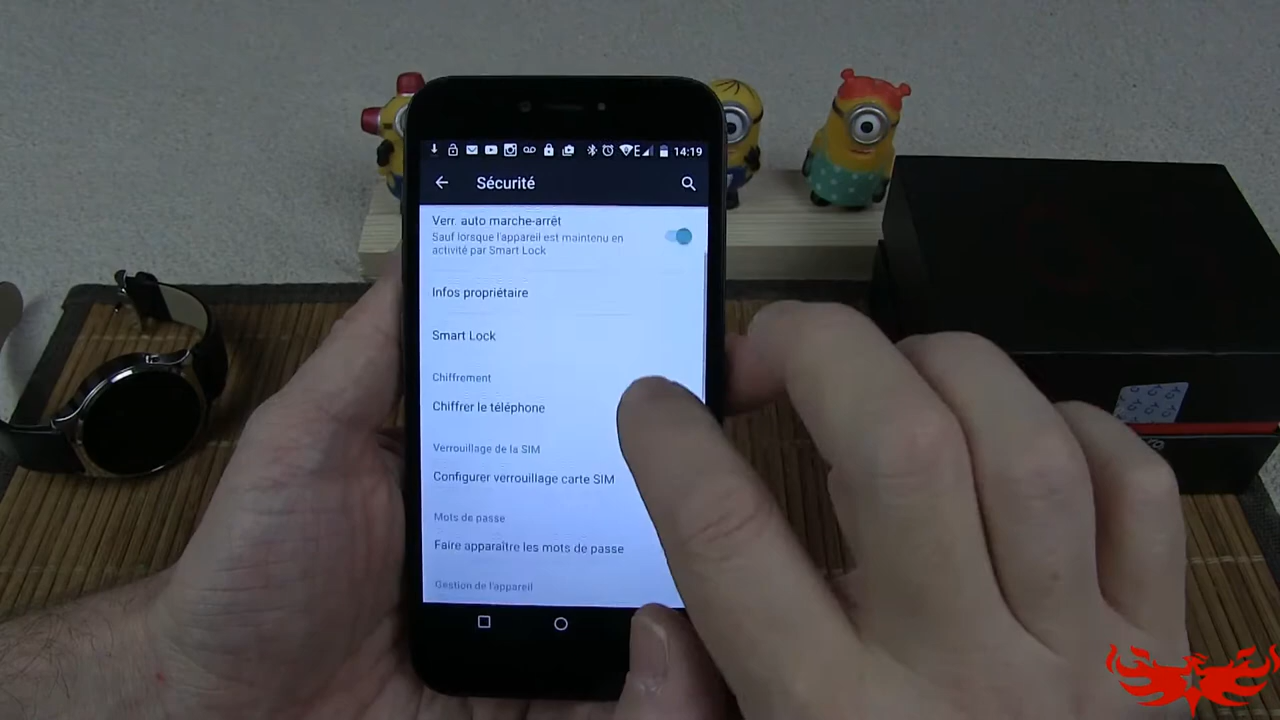 14:19
Sécurité
Verr. auto marche-arrêt
Sauf lorsque l'appareil est maintenu en
activité par Smart Lock
Infos propriétaire
Smart Lock
Chiffrement
Chiffrer le téléphone
Verrouillage de la SIM
Configurer verrouillage carte SIM
Mots de passe
Faire apparaître les mots de passe
Gestion de l'appareil